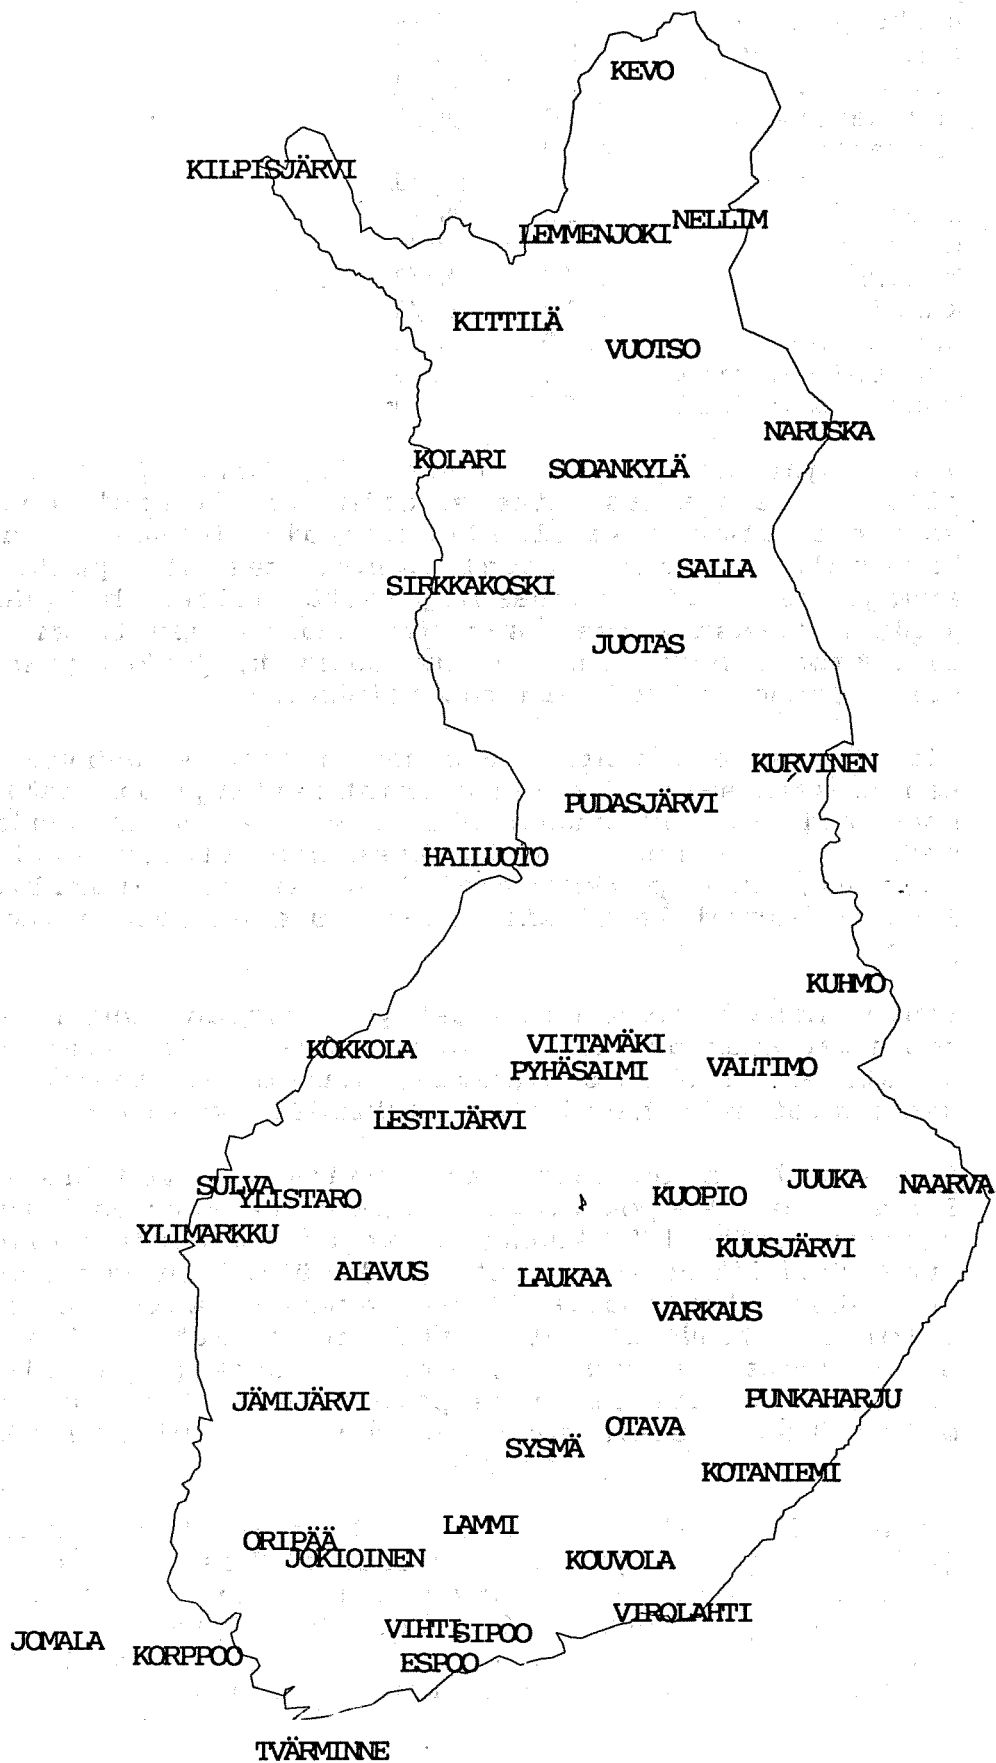 KEVO
KILPISJÄRVI
NELLIM
LEMMENJOKI
KITTILÄ
VUOTSO
NARUSKA
KOLARI
SODANKYLÄ
SALLA
SIRKKAKOSKI
JUOTAS
KURVINEN
PUDASJÄRVI
HAILUOTO
KUHMO
VIITAMÄKI
KOKKOLA
VALTIMO
PYHÄSALMI
LESTIJÄRVI
JUUKA
NAARVA
SULVA
KUOPIO
YLISTARO
YLIMARKKU
KUUSJÄRVI
ALAVUS
LAUKAA
VARKAUS
PUNKAHARJU
JÄMIJÄRVI
OTAVA
SYSMÄ
KOTANIEMI
LAMMI
ORIPÄÄ
JOKIOINEN
KOUVOLA
VIROLAHTI
VIHTI
SIPOO
JOMALA
KORPPOO
ESPOO
TVÄRMINNE